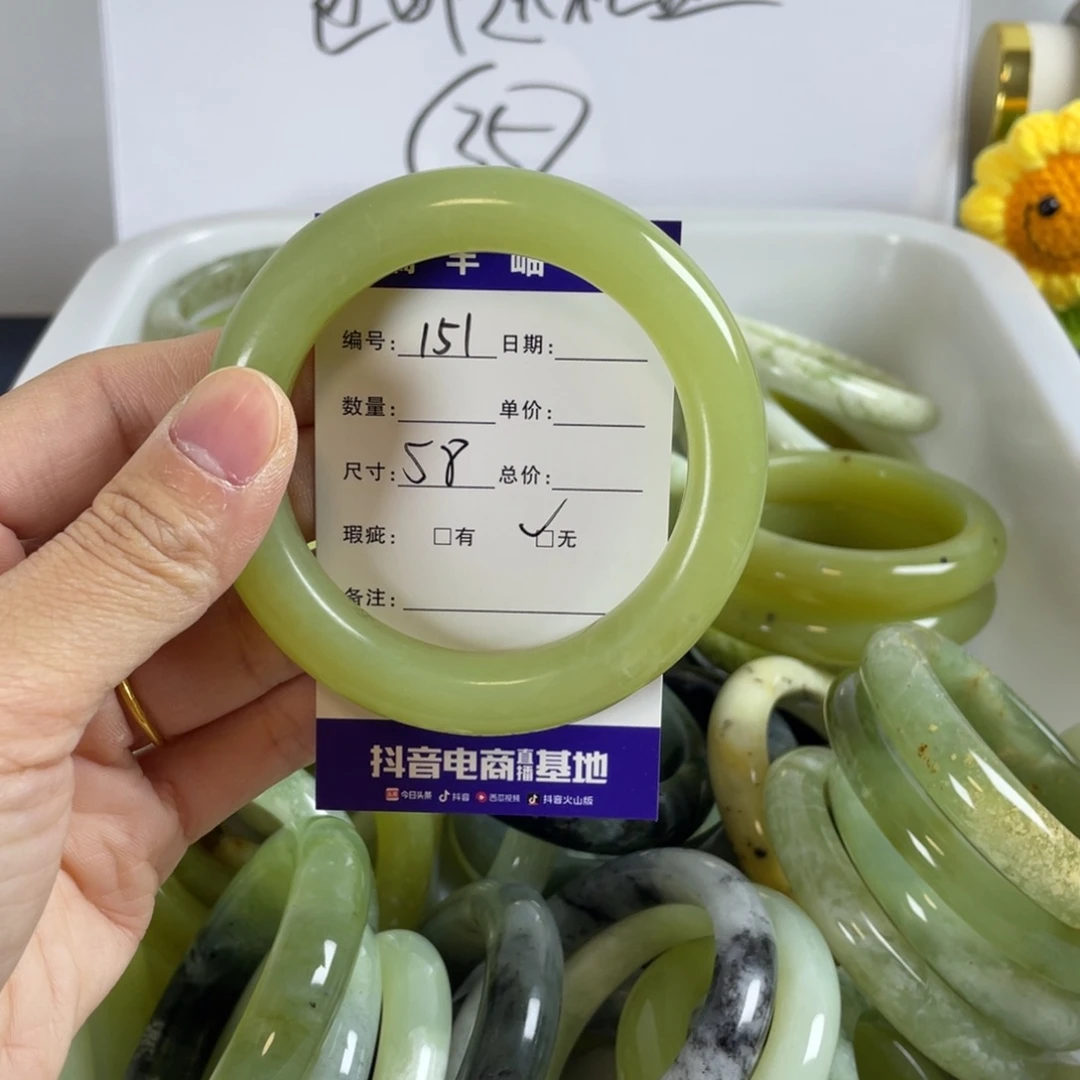 35
編号: 151 日期:
数量: 单价:
尺寸: 58 总价:
瑕疵: □有 ✓□无
备注:
抖音电商直播基地
今日头条 抖音 西瓜视频 抖音火山版